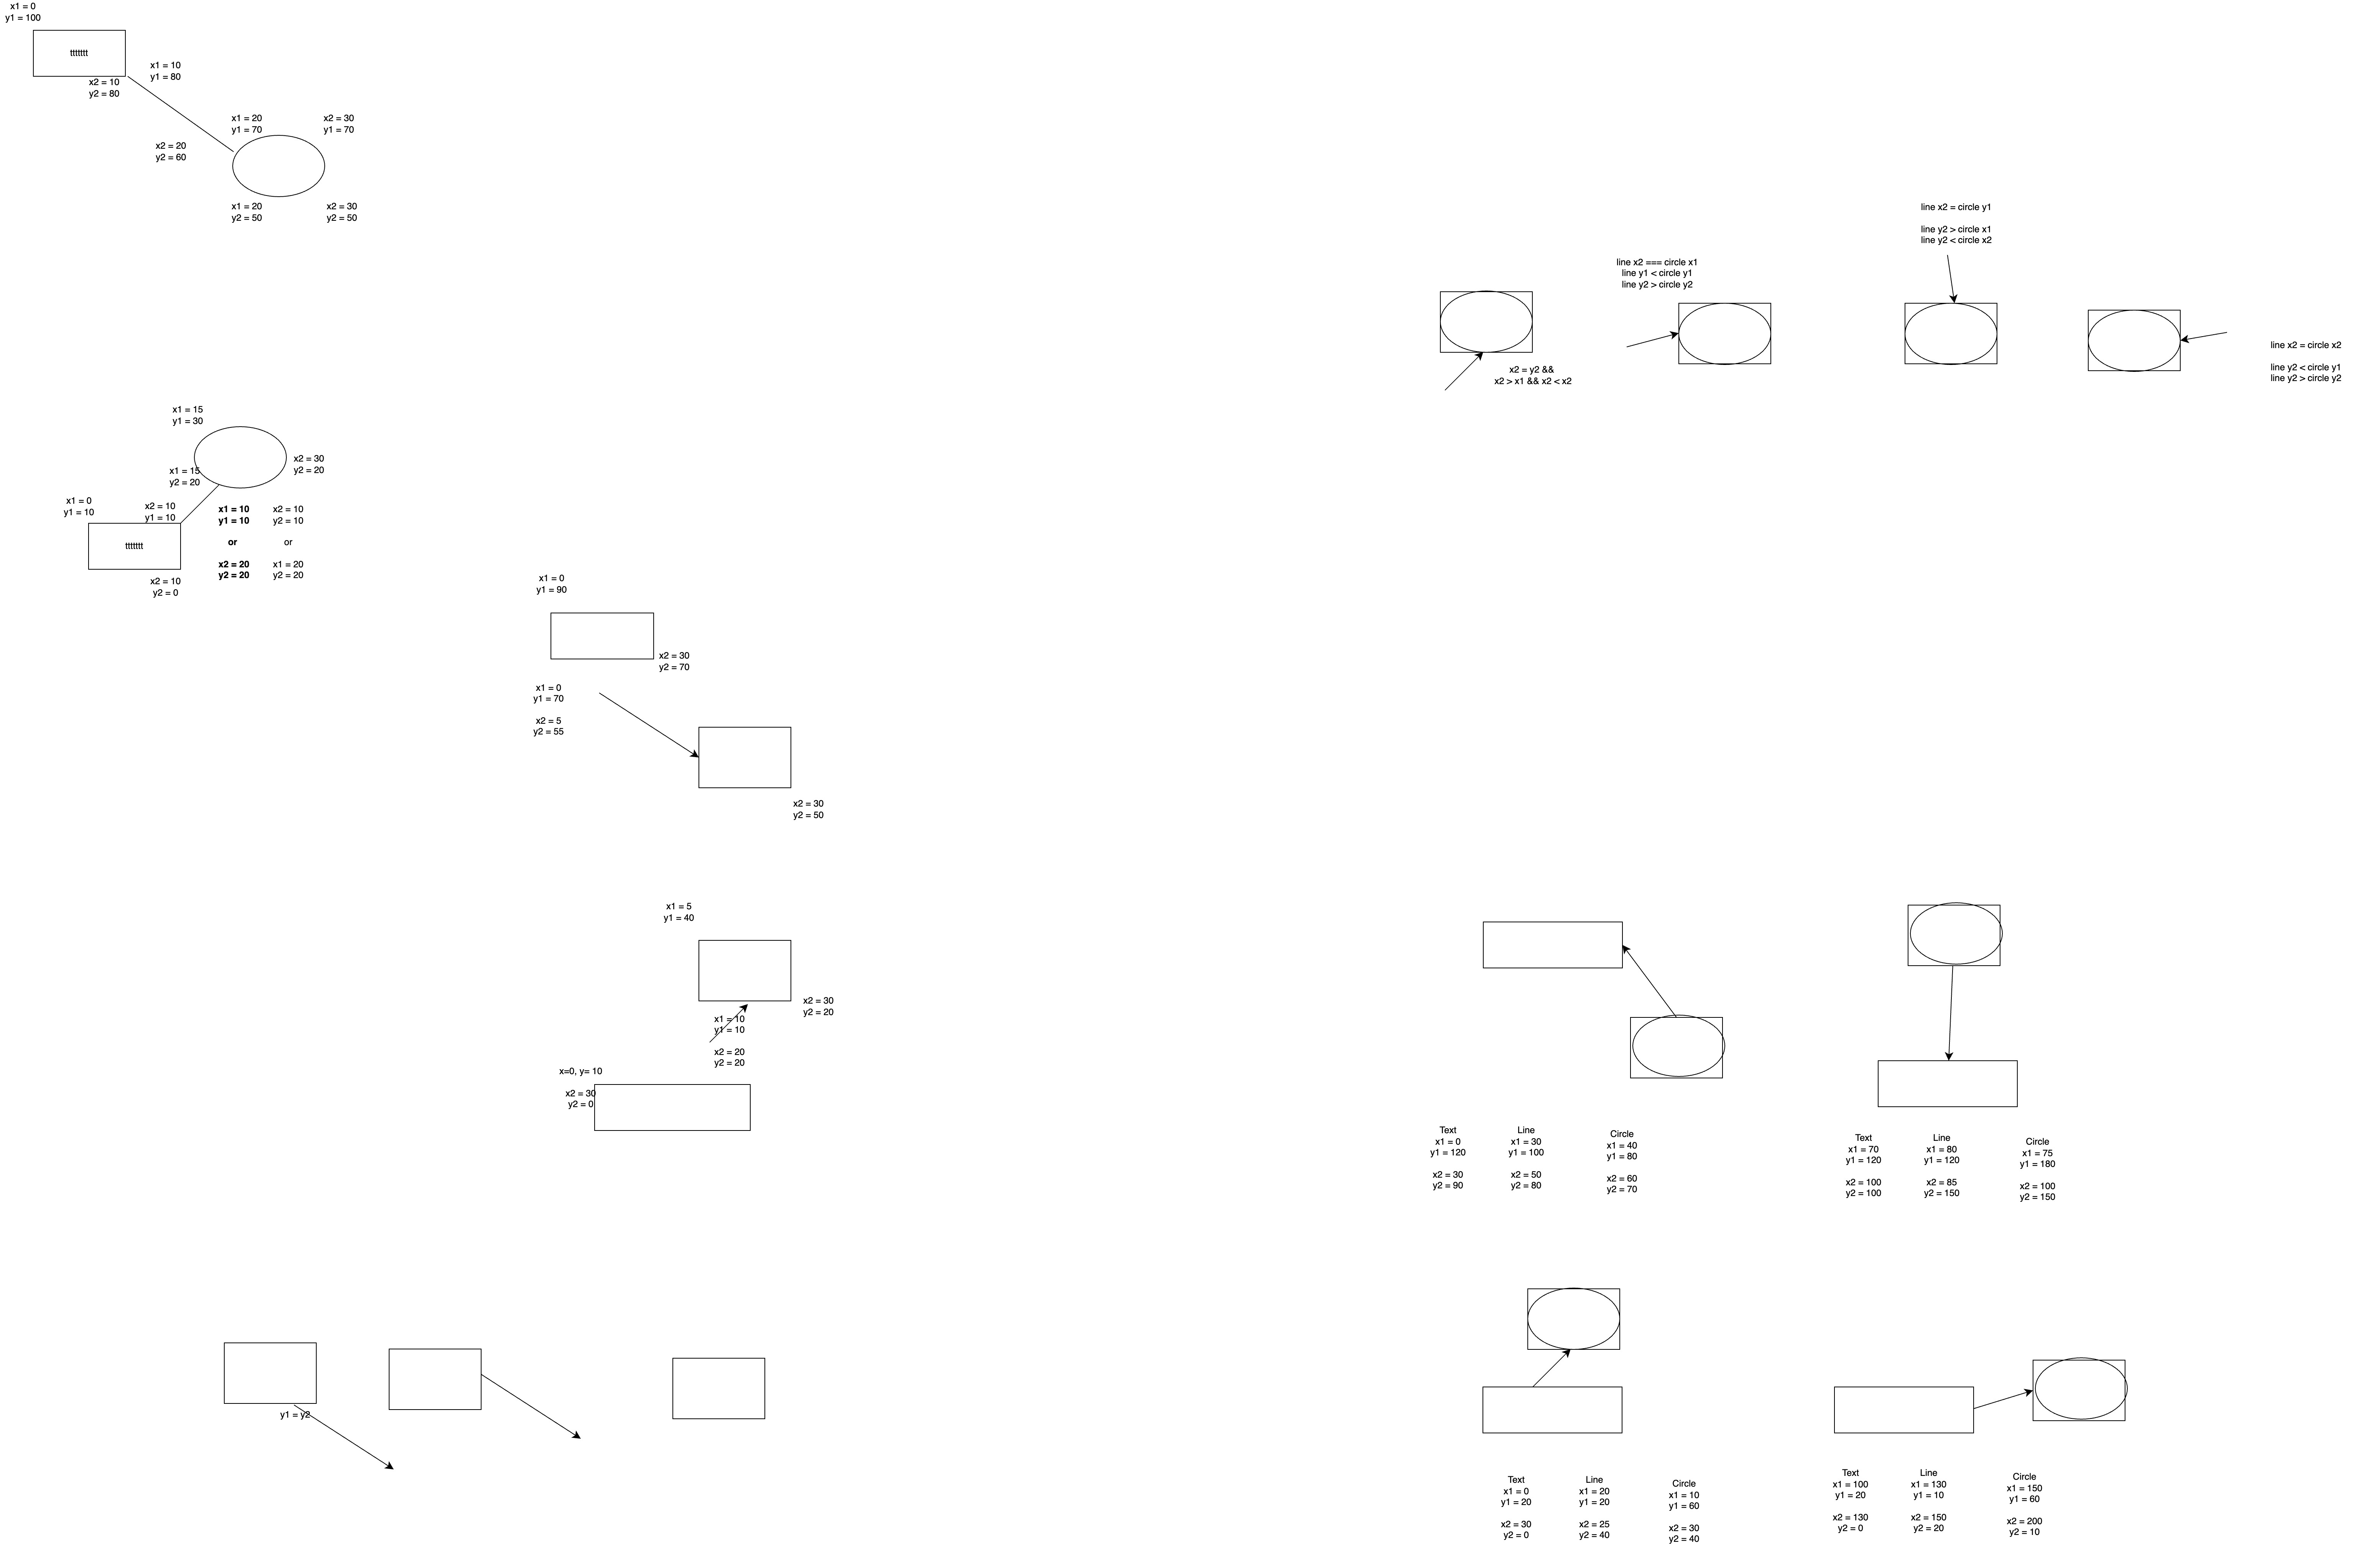 x1 = 0
y1 = 100
ttttttt
x2 = 10
y2 = 80
x1 = 10
y1 = 80
x1 = 20
y1 = 70
x2 = 30
y1 = 70
x2 = 20
y2 = 60
x1 = 20
y2 = 50
x2 = 30
y2 = 50
x1 = 15
y1 = 30
x2 = 30
y2 = 20
x1 = 15
y2 = 20
x1 = 0
y1 = 10
x2 = 10
y1 = 10
ttttttt
x2 = 10
y2 = 0
x1 = 10
y1 = 10
or
x2 = 20
y2 = 20
x2 = 10
y2 = 10
or
x1 = 20
y2 = 20
x1 = 0
y1 = 90
x2 = 30
y2 = 70
x1 = 0
y1 = 70
x2 = 5
y2 = 55
x2 = 30
y2 = 50
x1 = 5
y1 = 40
x2 = 30
y2 = 20
x1 = 10
y1 = 10
x2 = 20
y2 = 20
x=0, y= 10
x2 = 30
y2 = 0
y1 = y2
x2 = y2 &&
x2 > x1 && x2 < x2
line x2 === circle x1
line y1 < circle y1
line y2 > circle y2
line x2 = circle y1
line y2 > circle x1
line y2 < circle x2
line x2 = circle x2
line y2 < circle y1
line y2 > circle y2
Text
x1 = 0
y1 = 120
x2 = 30
y2 = 90
Line
x1 = 30
y1 = 100
x2 = 50
y2 = 80
Circle
x1 = 40
y1 = 80
x2 = 60
y2 = 70
Text
x1 = 70
y1 = 120
x2 = 100
y2 = 100
Line
x1 = 80
y1 = 120
x2 = 85
y2 = 150
Circle
x1 = 75
y1 = 180
x2 = 100
y2 = 150
Text
x1 = 0
y1 = 20
x2 = 30
y2 = 0
Line
x1 = 20
y1 = 20
x2 = 25
y2 = 40
Circle
x1 = 10
y1 = 60
x2 = 30
y2 = 40
Text
x1 = 100
y1 = 20
x2 = 130
y2 = 0
Line
x1 = 130
y1 = 10
x2 = 150
y2 = 20
Circle
x1 = 150
y1 = 60
x2 = 200
y2 = 10